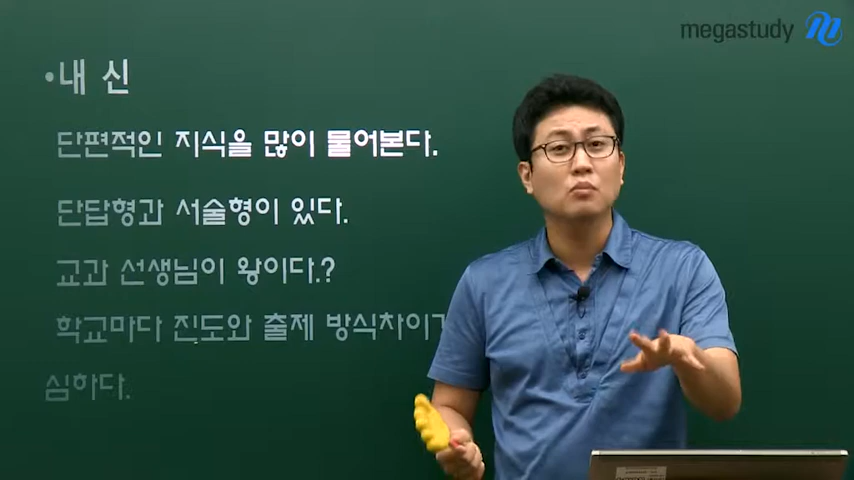 megastudy
•내 신
단편적인 지식을 많이 물어본다.
단답형과 서술형이 있다.
교과 선생님이 왕이다.?
학교마다 진도와 출제 방식차이가
심하다.